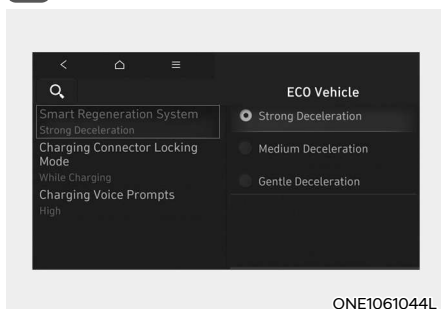 ECO Vehicle
Smart Regeneration System
Strong Deceleration
Charging Connector Locking
Mode
While Charging
Charging Voice Prompts
High
Strong Deceleration
Medium Deceleration
Gentle Deceleration
ONE1061044L